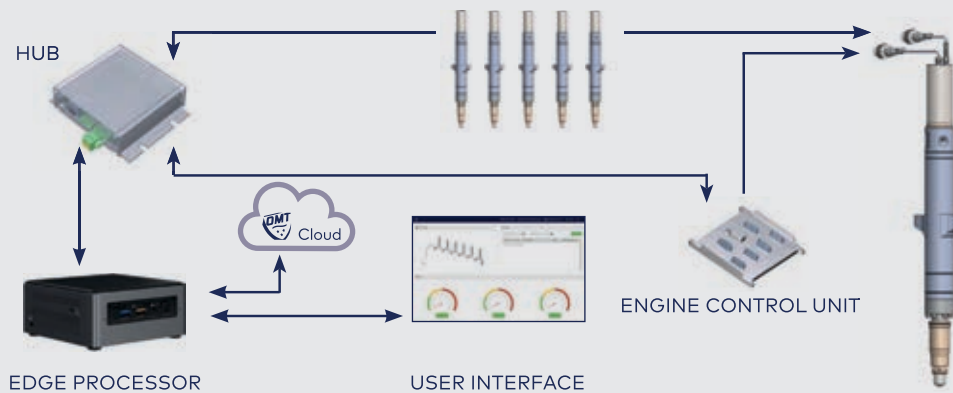 HUB
OMT
Cloud
ENGINE CONTROL UNIT
EDGE PROCESSOR
USER INTERFACE